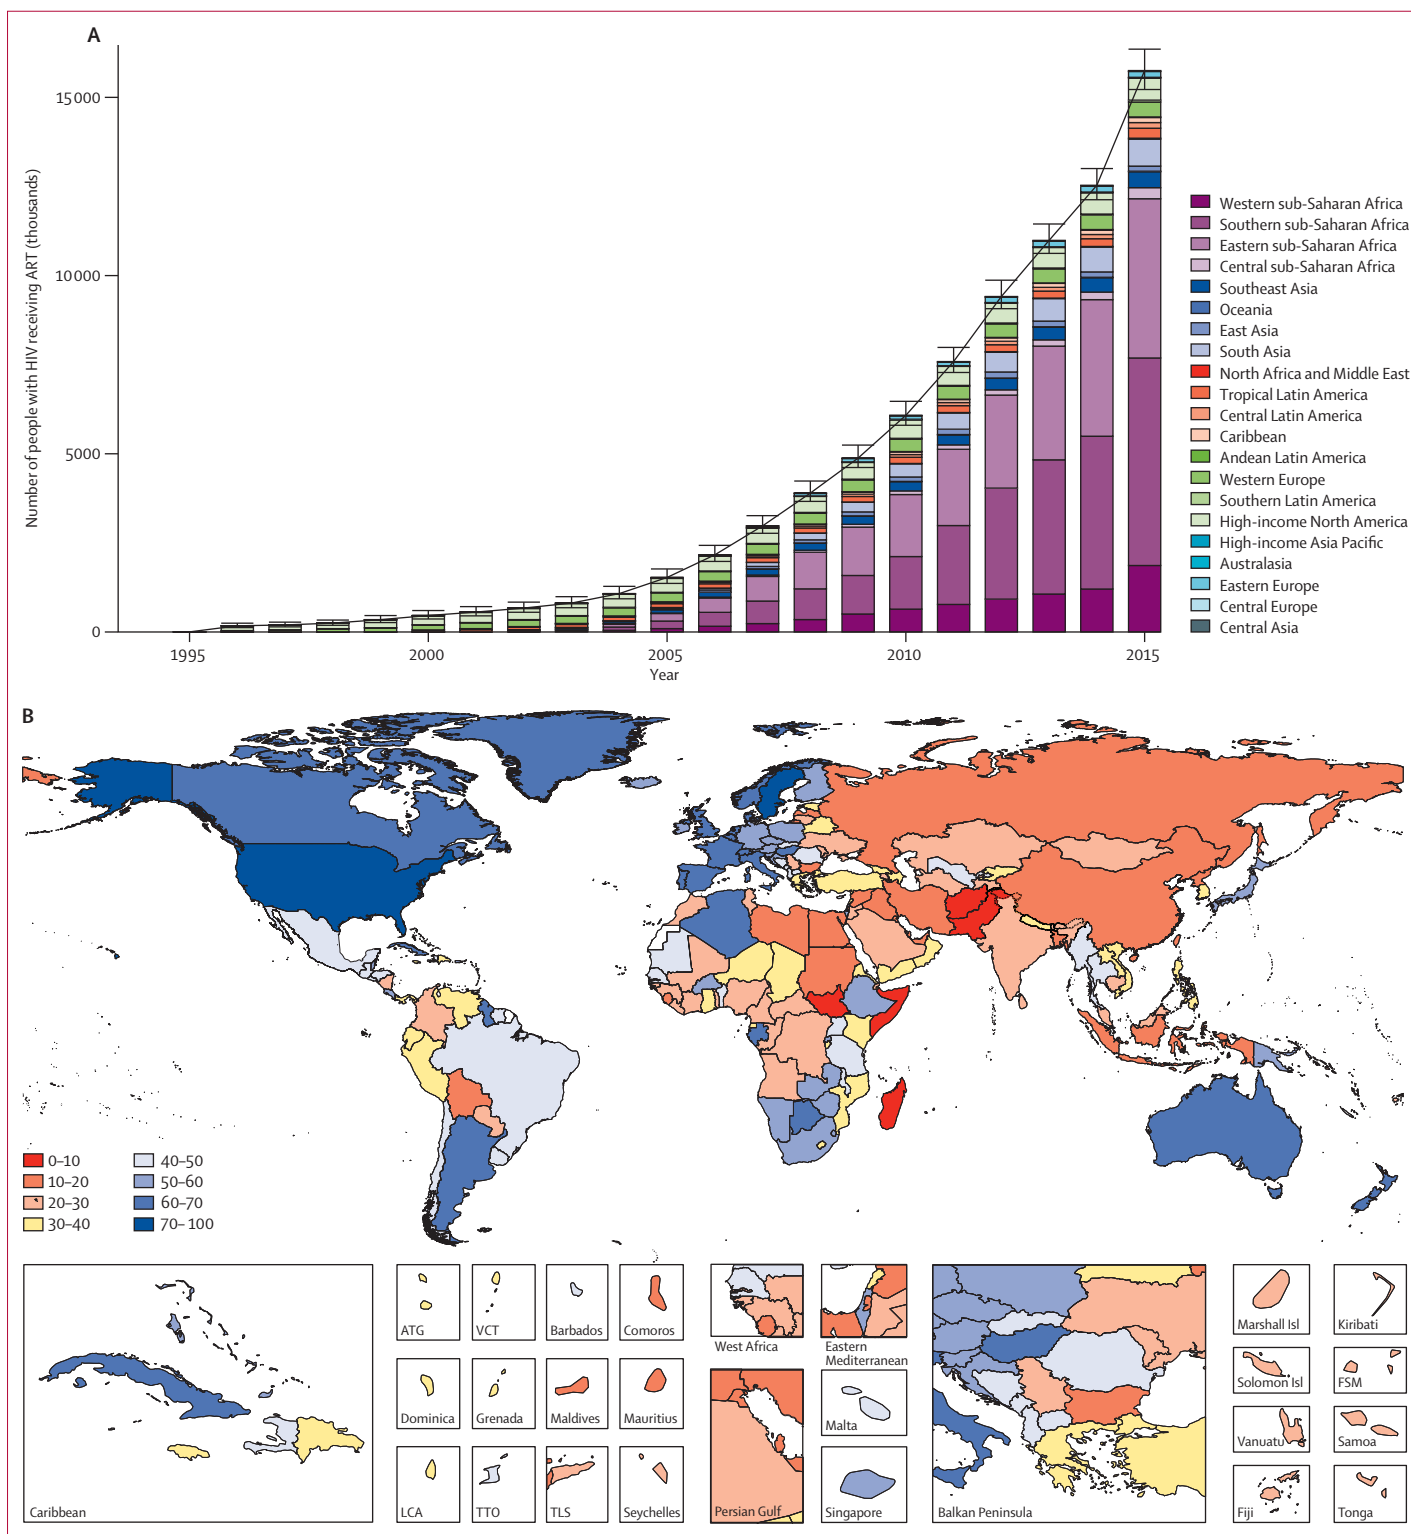 A
Number of people with HIV receiving ART (thousands)
15 000
10 000
5000
0
1995
2000
2005
2010
2015
Year
Western sub-Saharan Africa
Southern sub-Saharan Africa
Eastern sub-Saharan Africa
Central sub-Saharan Africa
Southeast Asia
Oceania
East Asia
South Asia
North Africa and Middle East
Tropical Latin America
Central Latin America
Caribbean
Andean Latin America
Western Europe
Southern Latin America
High-income North America
High-income Asia Pacific
Australasia
Eastern Europe
Central Europe
Central Asia
B
0–10
10–20
20–30
30–40
40–50
50–60
60–70
70–100
Caribbean
ATG
VCT
Barbados
Comoros
Dominica
Grenada
Maldives
Mauritius
LCA
TTO
TLS
Seychelles
West Africa
Eastern
Mediterranean
Persian Gulf
Malta
Singapore
Balkan Peninsula
Marshall Isl
Kiribati
Solomon Isl
FSM
Vanuatu
Samoa
Fiji
Tonga